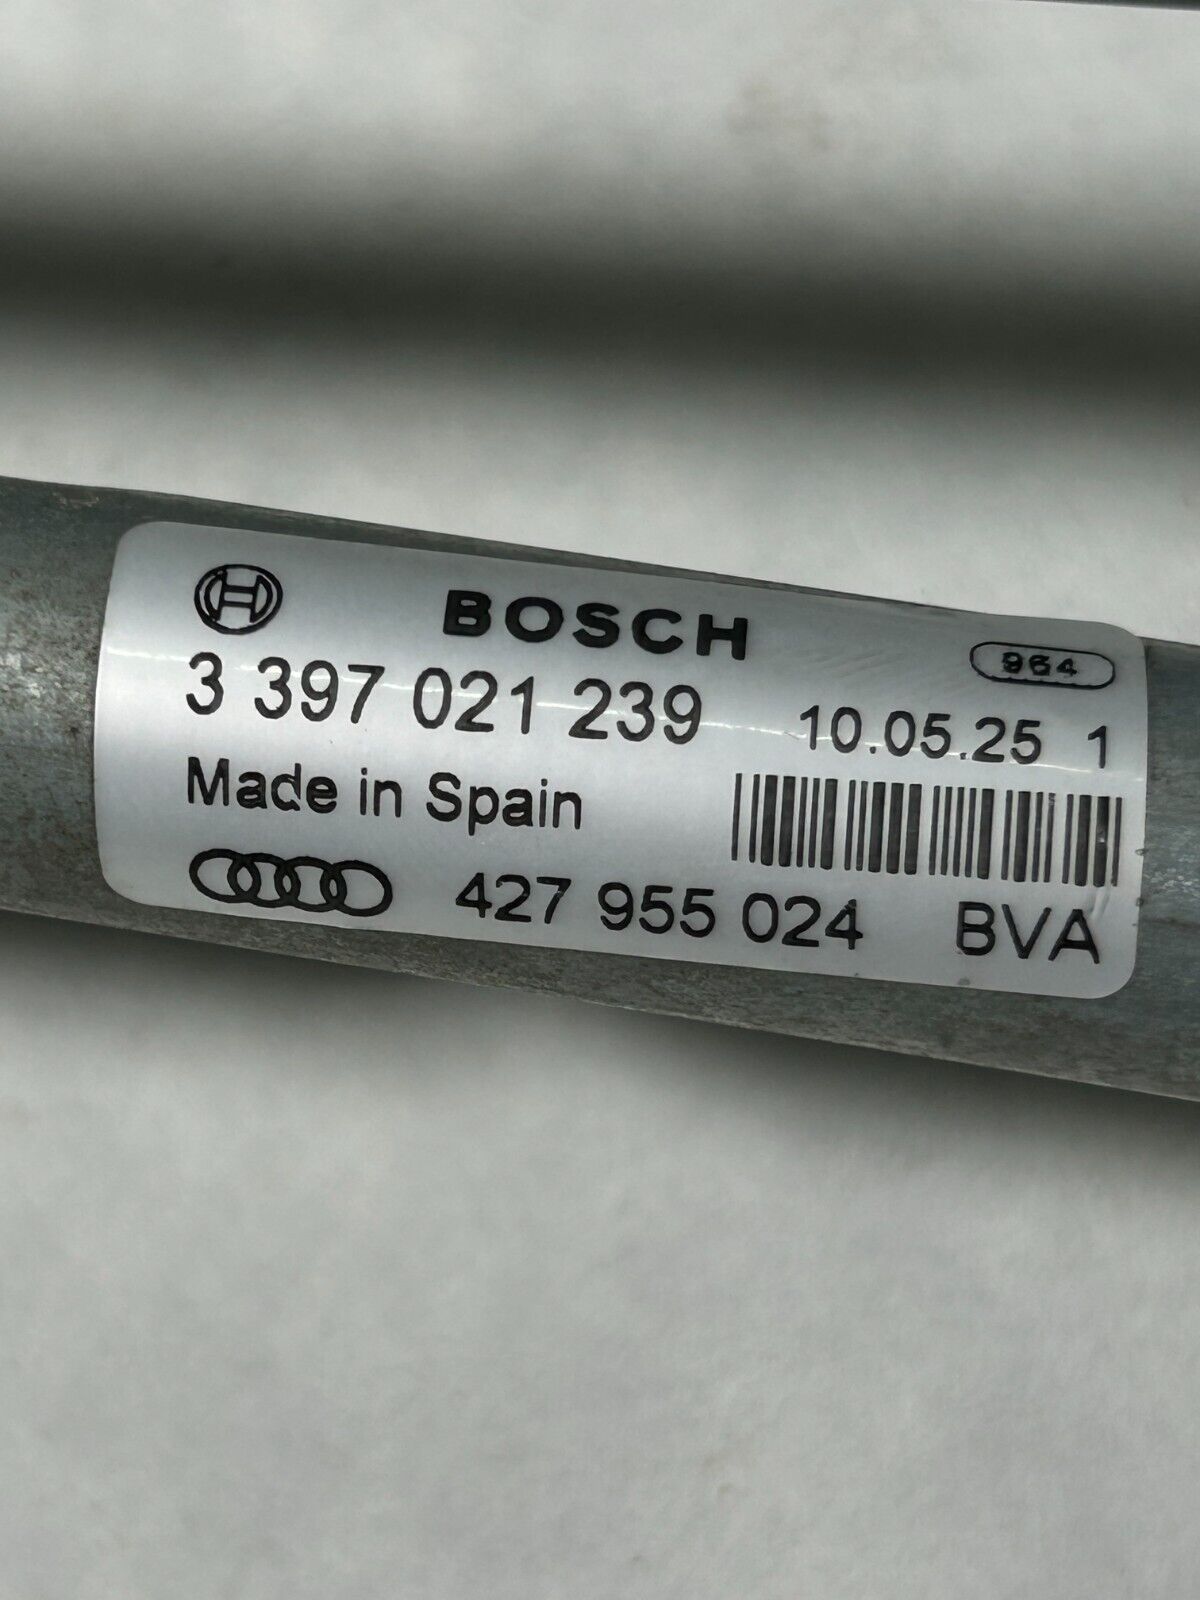 BOSCH
964
3 397 021 239
10.05.25 1
Made in Spain
427 955 024 BVA